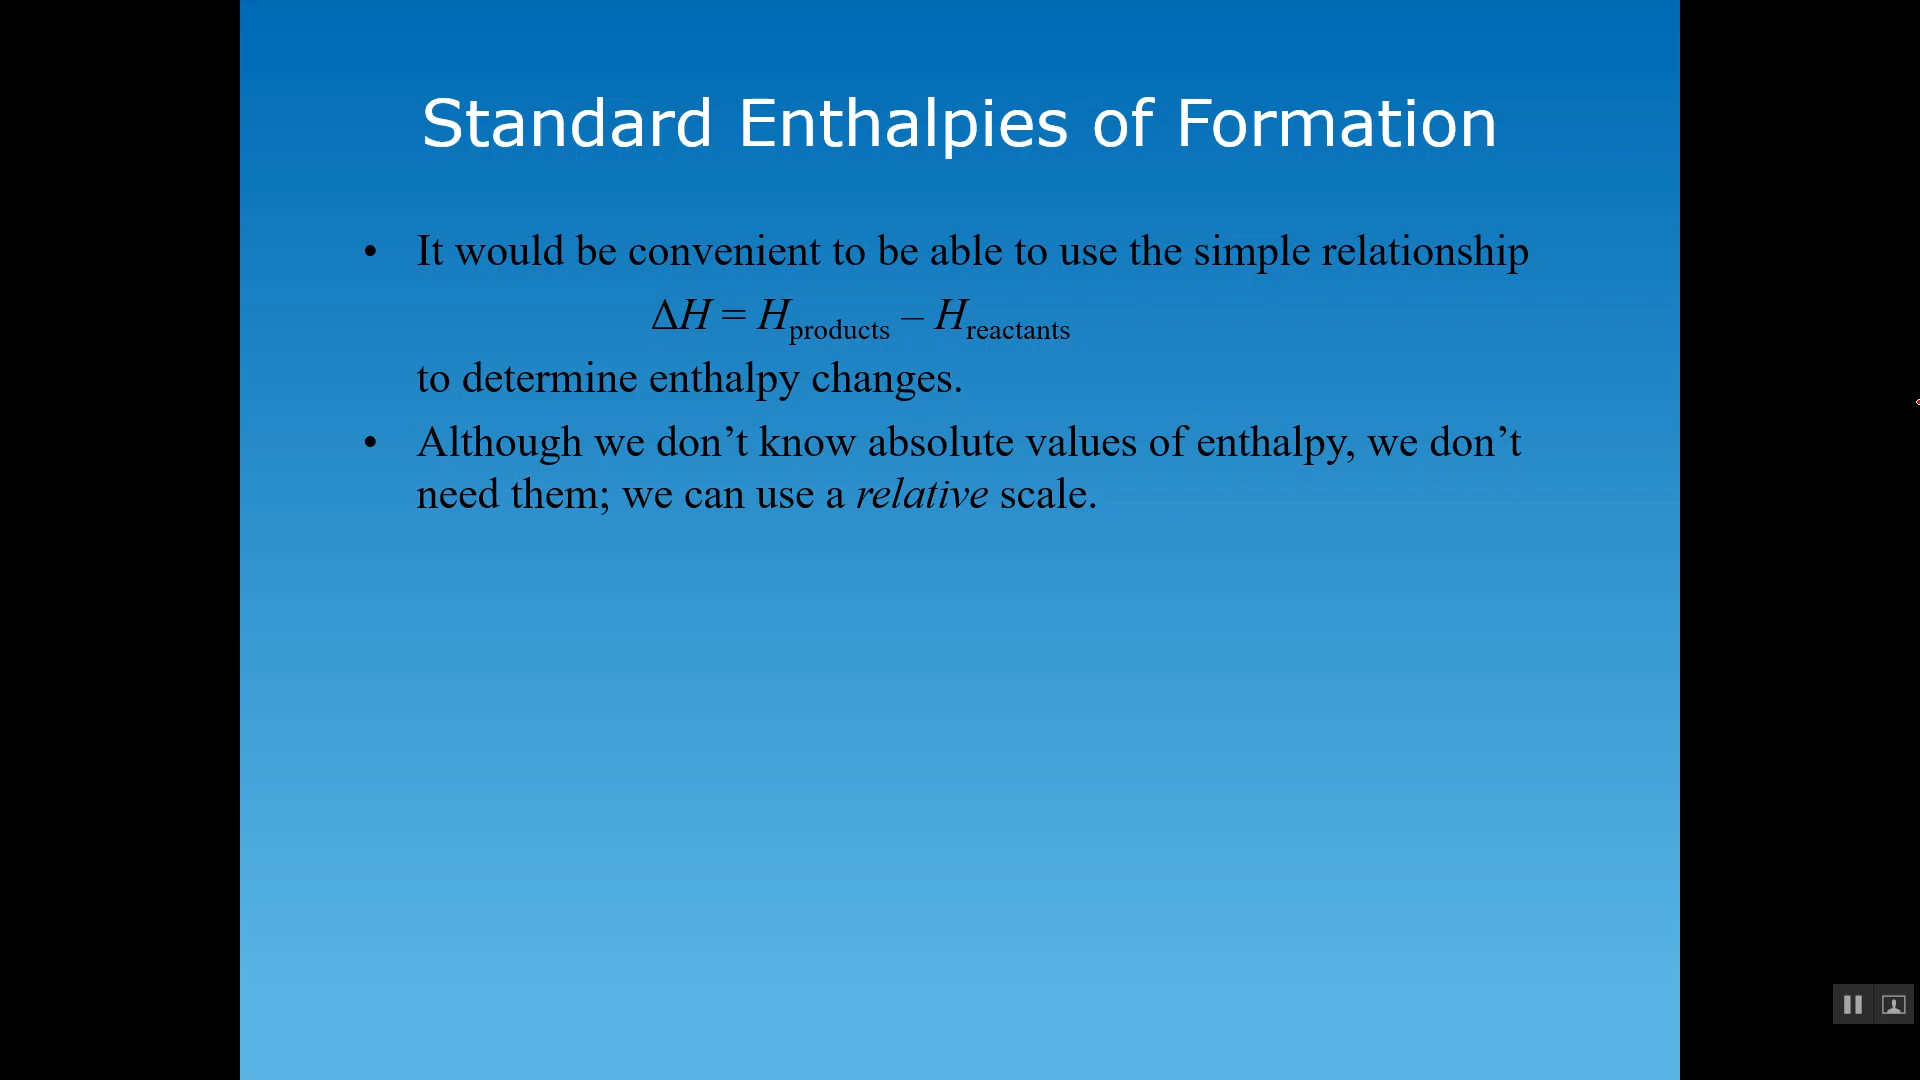 Standard Enthalpies of Formation
• It would be convenient to be able to use the simple relationship
ΔH = Hproducts – Hreactants
to determine enthalpy changes.
• Although we don’t know absolute values of enthalpy, we don’t
need them; we can use a relative scale.